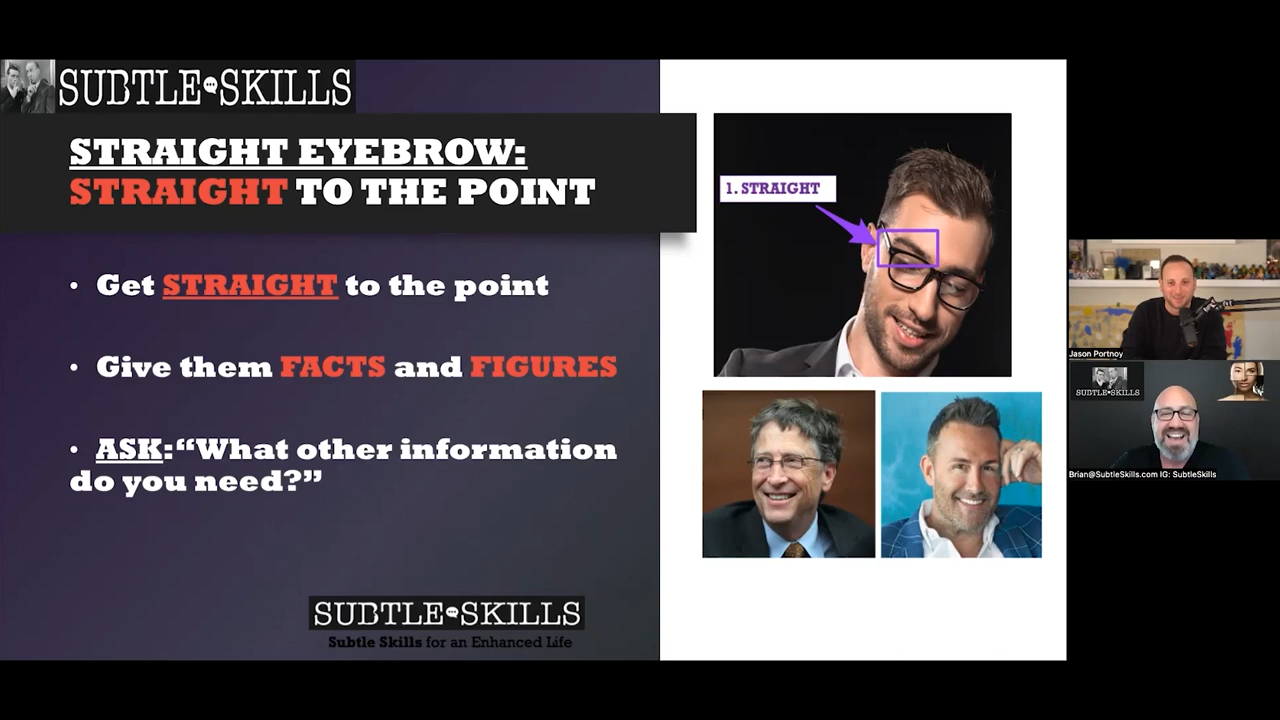 SUBTLE SKILLS
STRAIGHT EYEBROW:
STRAIGHT TO THE POINT
• Get STRAIGHT to the point
• Give them FACTS and FIGURES
• ASK:“What other information
do you need?”
SUBTLE SKILLS
Subtle Skills for an Enhanced Life
1. STRAIGHT
Jason Portnoy
SUBTLE SKILLS
Brian@SubtleSkills.com IG: SubtleSkills